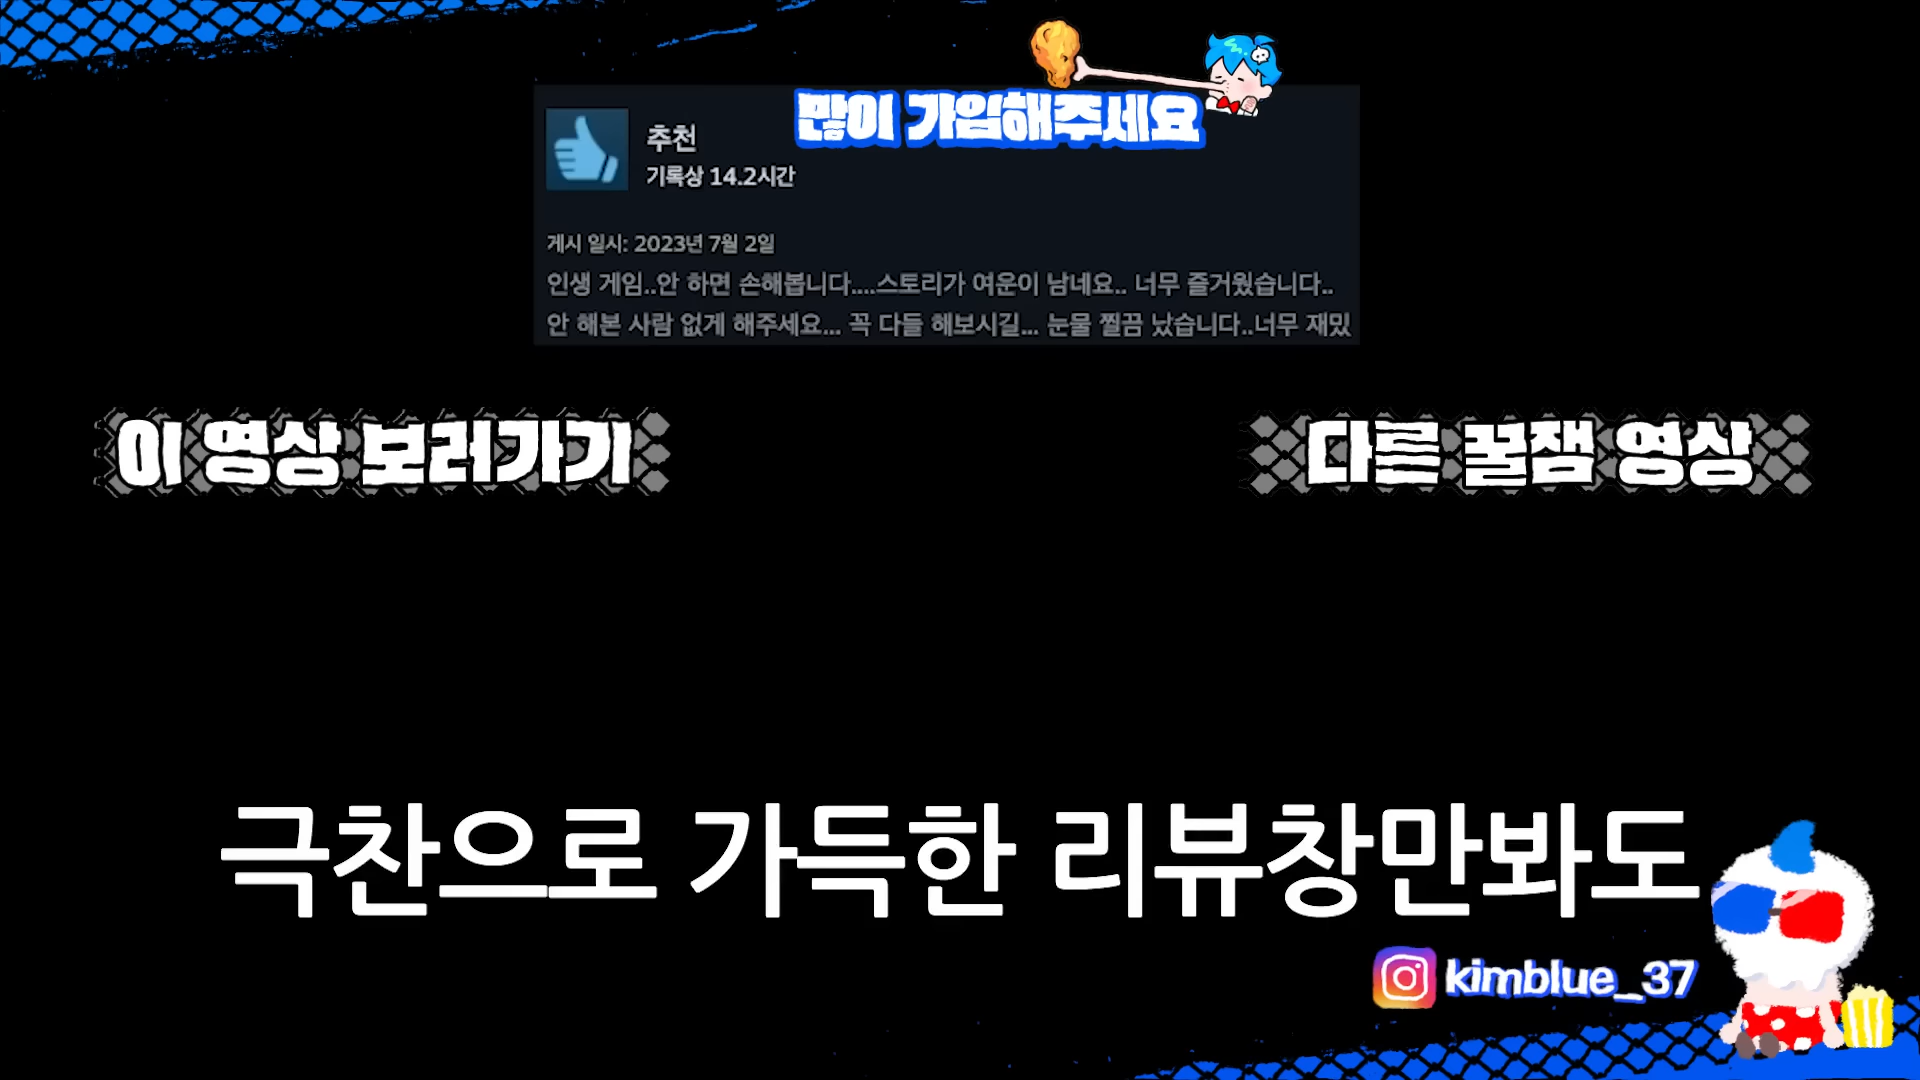 많이 가입해주세요
추천
기록상 14.2시간
게시 일시: 2023년 7월 2일
인생 게임..안 하면 손해봅니다....스토리가 여운이 남네요.. 너무 즐거웠습니다..
안 해본 사람 없게 해주세요... 꼭 다들 해보시길... 눈물 찔끔 났습니다..너무 재밌
이 영상 보러가기
다른 꿀잼 영상
극찬으로 가득한 리뷰창만봐도
kimblue_37